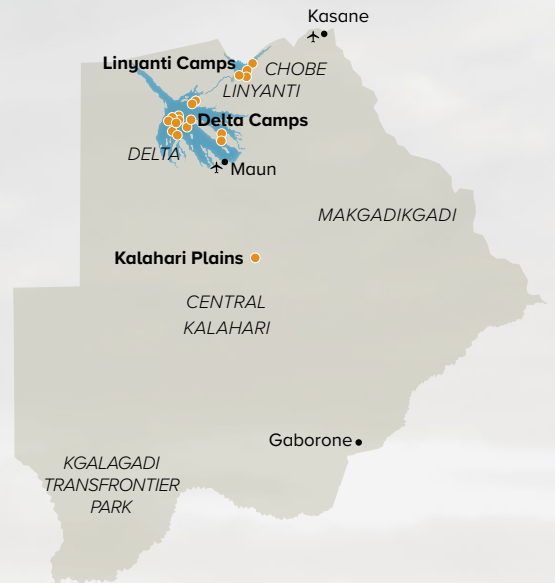 Kasane
Linyanti Camps
CHOBE
LINYANTI
Delta Camps
DELTA
Maun
MAKGADIKGADI
Kalahari Plains
CENTRAL
KALAHARI
Gaborone
KGALAGADI
TRANSFRONTIER
PARK